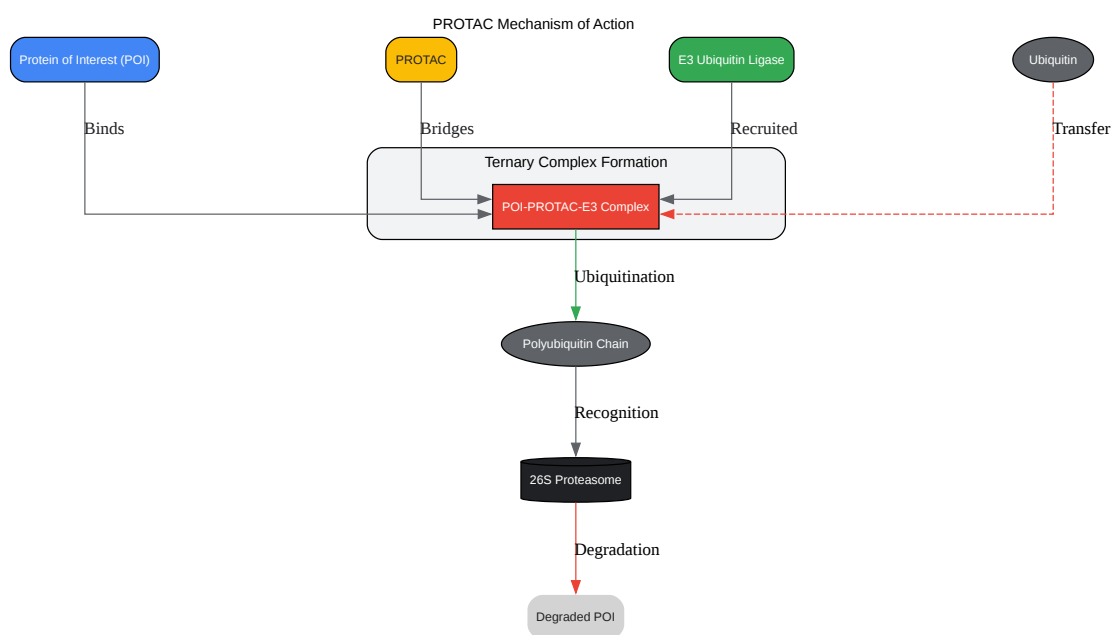 PROTAC Mechanism of Action
Protein of Interest (POI)
PROTAC
E3 Ubiquitin Ligase
Ubiquitin
Binds
Bridges
Recruited
Transfer
Ternary Complex Formation
POI-PROTAC-E3 Complex
Ubiquitination
Polyubiquitin Chain
Recognition
26S Proteasome
Degradation
Degraded POI